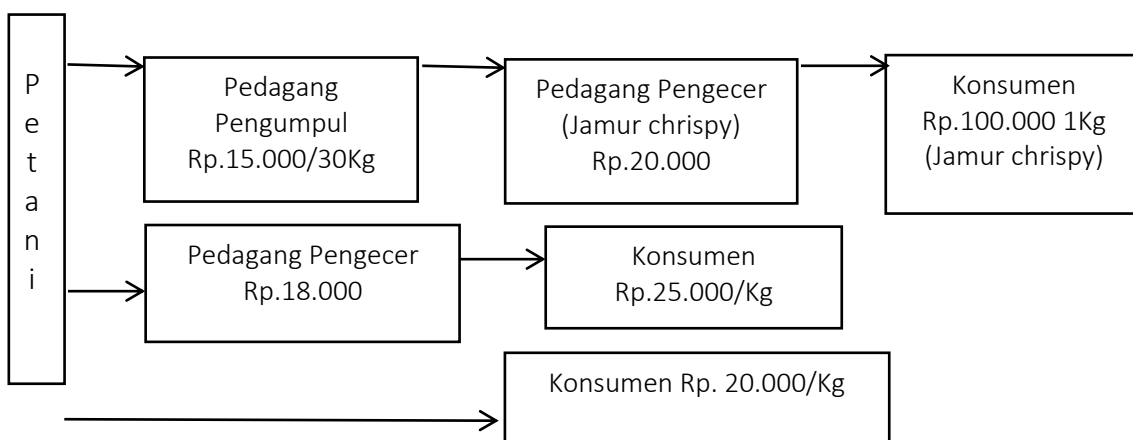 Petani
Pedagang
Pengumpul
Rp.15.000/30Kg
Pedagang Pengecer
(Jamur chrispy)
Rp.20.000
Konsumen
Rp.100.000 1Kg
(Jamur chrispy)
Pedagang Pengecer
Rp.18.000
Konsumen
Rp.25.000/Kg
Konsumen Rp. 20.000/Kg